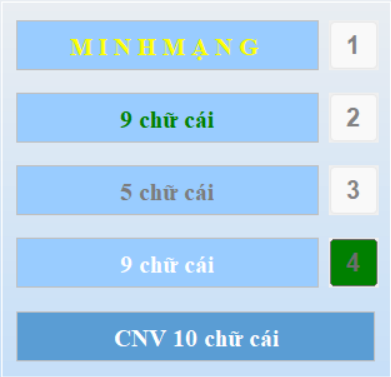 M I N H M Ạ N G 1
9 chữ cái 2
5 chữ cái 3
9 chữ cái 4
CNV 10 chữ cái